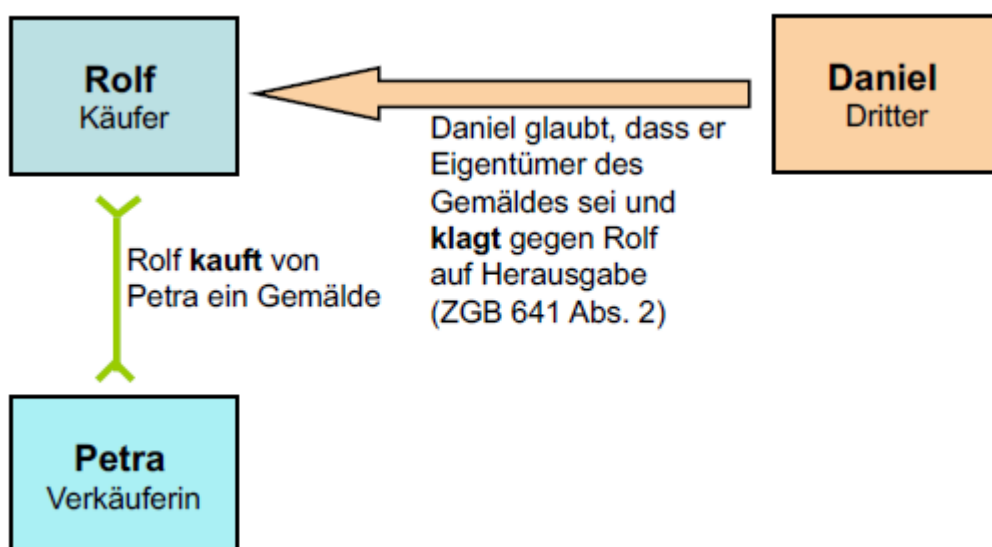 Rolf
Käufer
Daniel
Dritter
Daniel glaubt, dass er
Eigentümer des
Gemäldes sei und
klagt gegen Rolf
auf Herausgabe
(ZGB 641 Abs. 2)
Rolf kauft von
Petra ein Gemälde
Petra
Verkäuferin